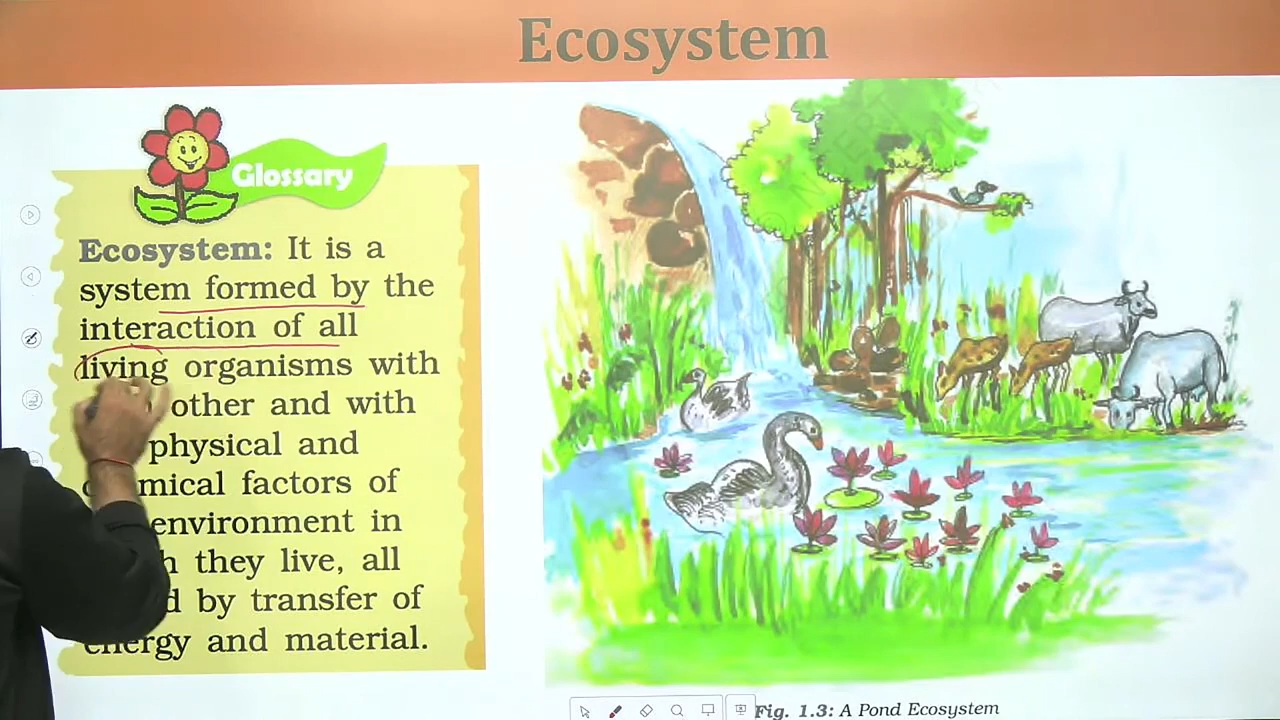 Ecosystem
Glossary
Ecosystem: It is a
system formed by the
interaction of all
living organisms with
other and with
physical and
mical factors of
environment in
h they live, all
d by transfer of
energy and material.
Fig. 1.3: A Pond Ecosystem